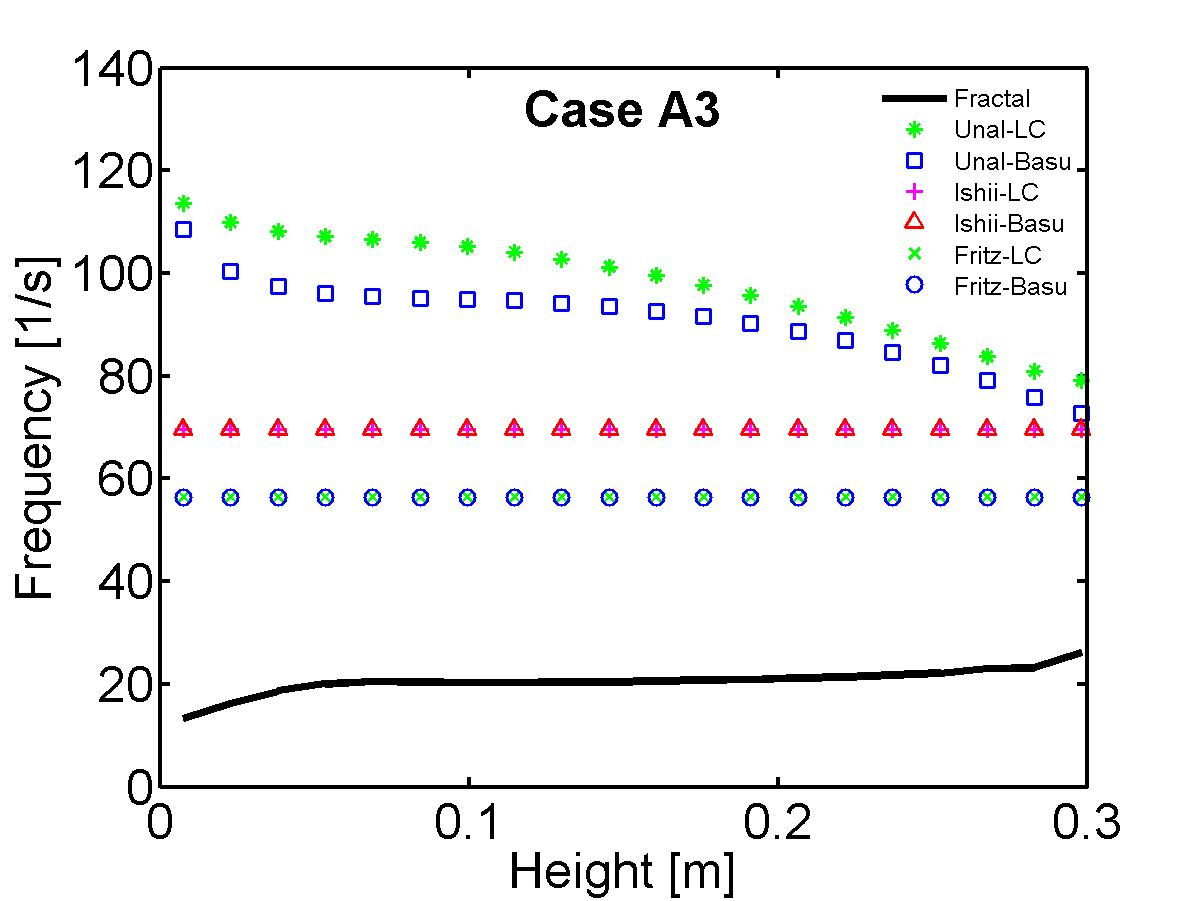 Case A3
Fractal
Unal-LC
Unal-Basu
Ishii-LC
Ishii-Basu
Fritz-LC
Fritz-Basu
140
120
100
80
60
40
20
0
Frequency [1/s]
0 0.1 0.2 0.3
Height [m]